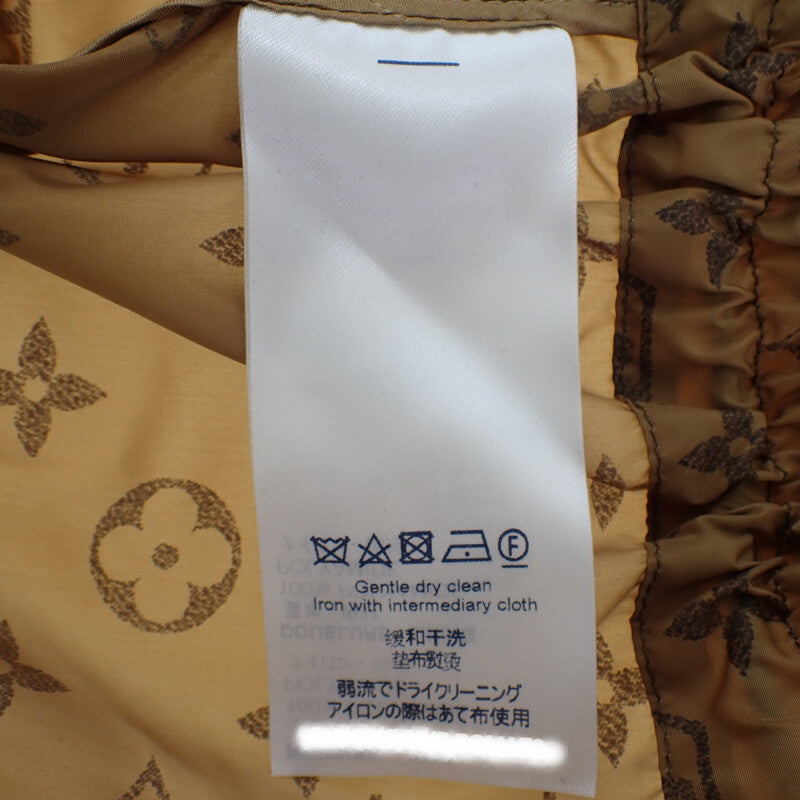 F
Gentle dry clean
Iron with intermediary cloth
缓和干洗
垫布熨烫
弱流でドライクリーニング
アイロンの際はあて布使用